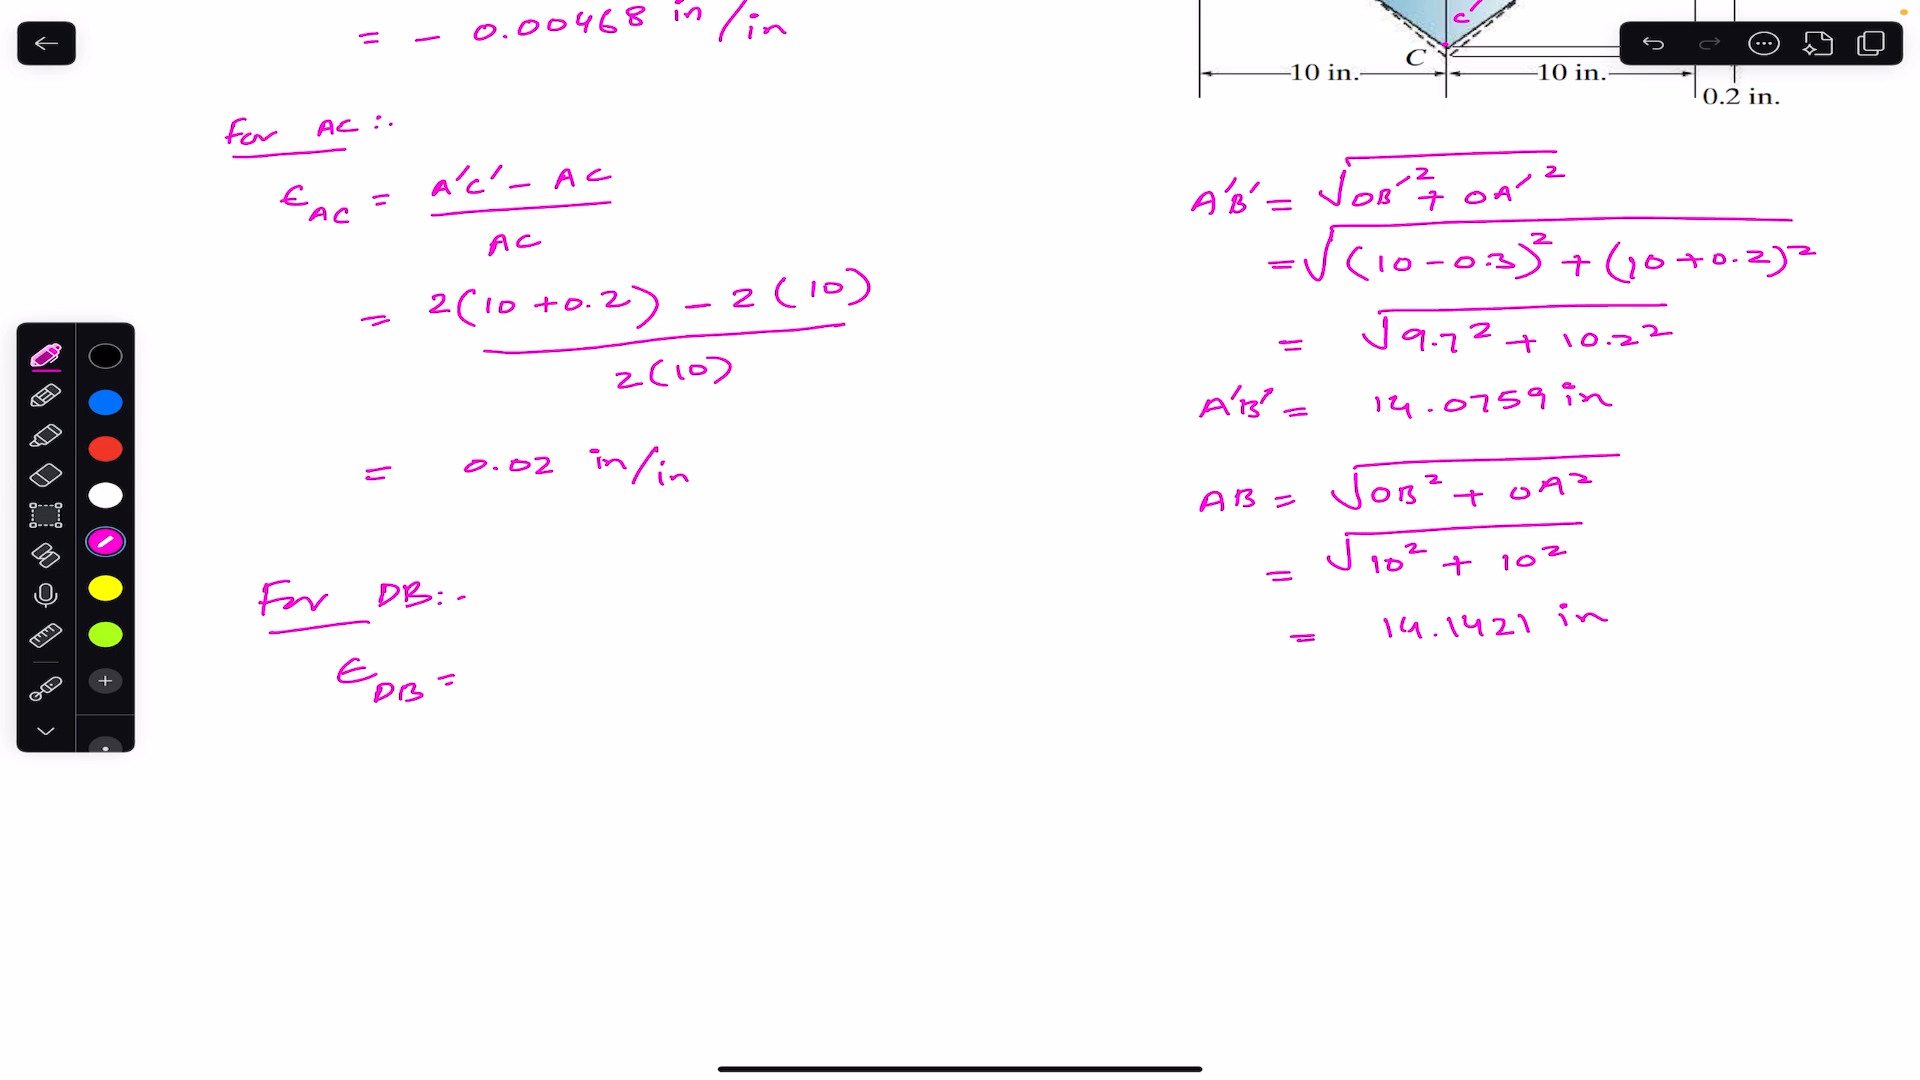 = - 0.00468 in/in
C'
C
10 in.
10 in.
0.2 in.
For AC:.
ϵ_AC = (A'C' - AC) / AC
= (2(10 + 0.2) - 2(10)) / 2(10)
= 0.02 in/in
For DB:.
ϵ_DB =
A'B' = √(OB'² + OA'²)
= √((10 - 0.3)² + (10 + 0.2)²)
= √(9.7² + 10.2²)
A'B' = 14.0759 in
AB = √(OB² + OA²)
= √(10² + 10²)
= 14.1421 in